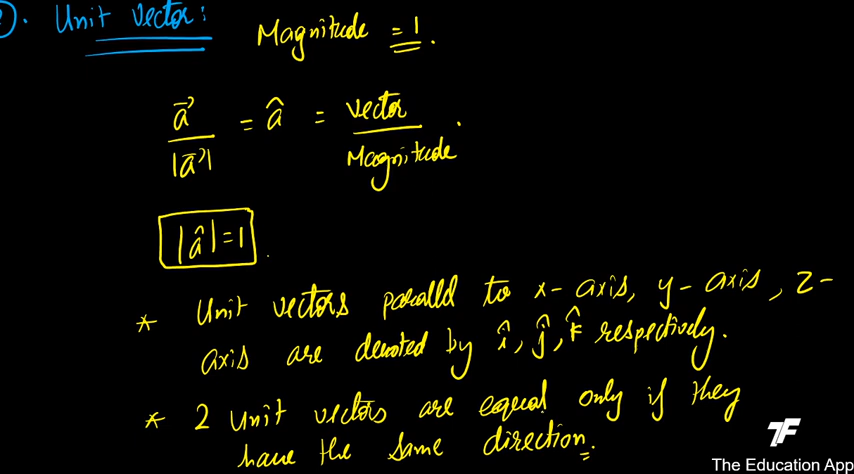 ). Unit vector: Magnitude = 1.
a⃗ / |a⃗| = â = vector / Magnitude.
|â| = 1.
* Unit vectors parallel to x-axis, y-axis, z-
axis are denoted by î, ĵ, k̂ respectively.
* 2 Unit vectors are equal only if they
have the same direction.
The Education App